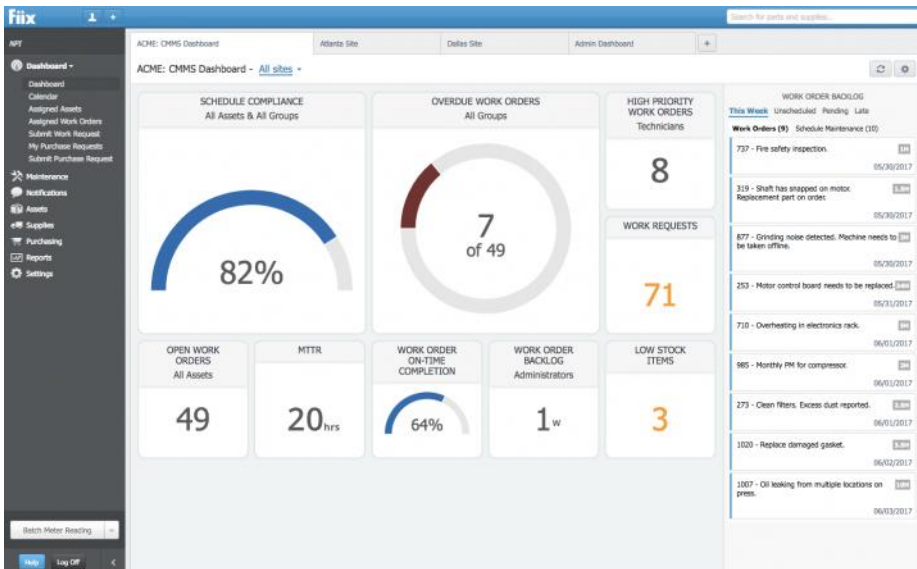 fiix
Search for parts and supplies...
Dashboard
Dashboard
Calendar
Assigned Assets
Assigned Work Orders
Submit Work Request
My Purchase Requests
Submit Purchase Request
Maintenance
Notifications
Assets
Supplies
Purchasing
Reports
Settings
Batch Meter Reading
Help
Log Off
ACME: CMMS Dashboard
Atlanta Site
Dallas Site
Admin Dashboard
+
ACME: CMMS Dashboard - All sites
SCHEDULE COMPLIANCE
All Assets & All Groups
82%
OVERDUE WORK ORDERS
All Groups
7
of 49
HIGH PRIORITY
WORK ORDERS
Technicians
8
WORK REQUESTS
71
OPEN WORK
ORDERS
All Assets
49
MTTR
20 hrs
WORK ORDER
ON-TIME
COMPLETION
64%
WORK ORDER
BACKLOG
Administrators
1 w
LOW STOCK
ITEMS
3
WORK ORDER BACKLOG
This Week Unscheduled Pending Late
Work Orders (9) Schedule Maintenance (10)
737 - Fire safety inspection.
05/30/2017
319 - Shaft has snapped on motor.
Replacement part on order.
05/30/2017
877 - Grinding noise detected. Machine needs to
be taken offline.
05/30/2017
253 - Motor control board needs to be replaced.
05/31/2017
710 - Overheating in electronics rack.
06/01/2017
985 - Monthly PM for compressor.
06/01/2017
273 - Clean filters. Excess dust reported.
06/01/2017
1020 - Replace damaged gasket.
06/02/2017
1007 - Oil leaking from multiple locations on
press.
06/03/2017